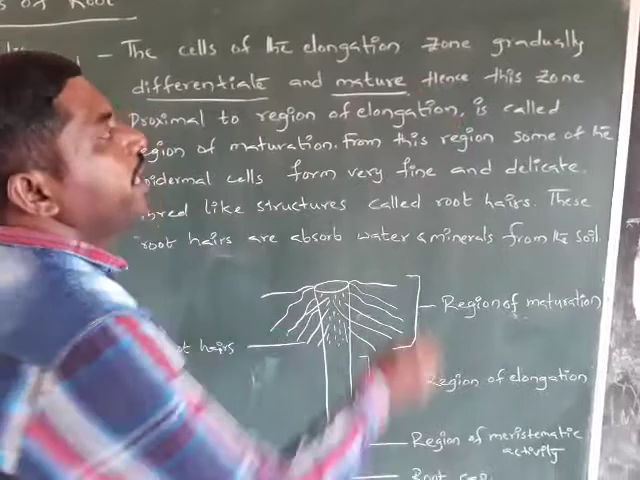 of Root
- The cells of the elongation zone gradually
differentiate and mature Hence this zone
Proximal to region of elongation, is called
region of maturation. From this region some of the
epidermal cells form very fine and delicate.
like structures called root hairs. These
root hairs are absorb water & minerals from the soil
Region of maturation
hairs
Region of elongation
Region of meristematic
activity
Root